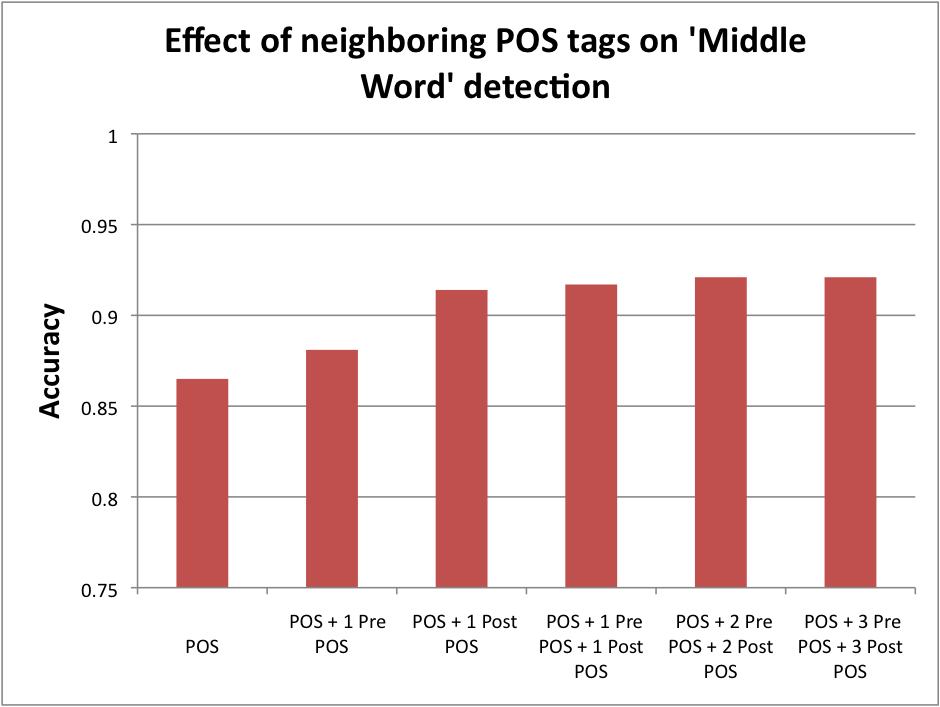 Effect of neighboring POS tags on 'Middle
Word' detection
1
0.95
0.9
0.85
0.8
0.75
Accuracy
POS
POS + 1 Pre
POS
POS + 1 Post
POS
POS + 1 Pre
POS + 1 Post
POS
POS + 2 Pre
POS + 2 Post
POS
POS + 3 Pre
POS + 3 Post
POS